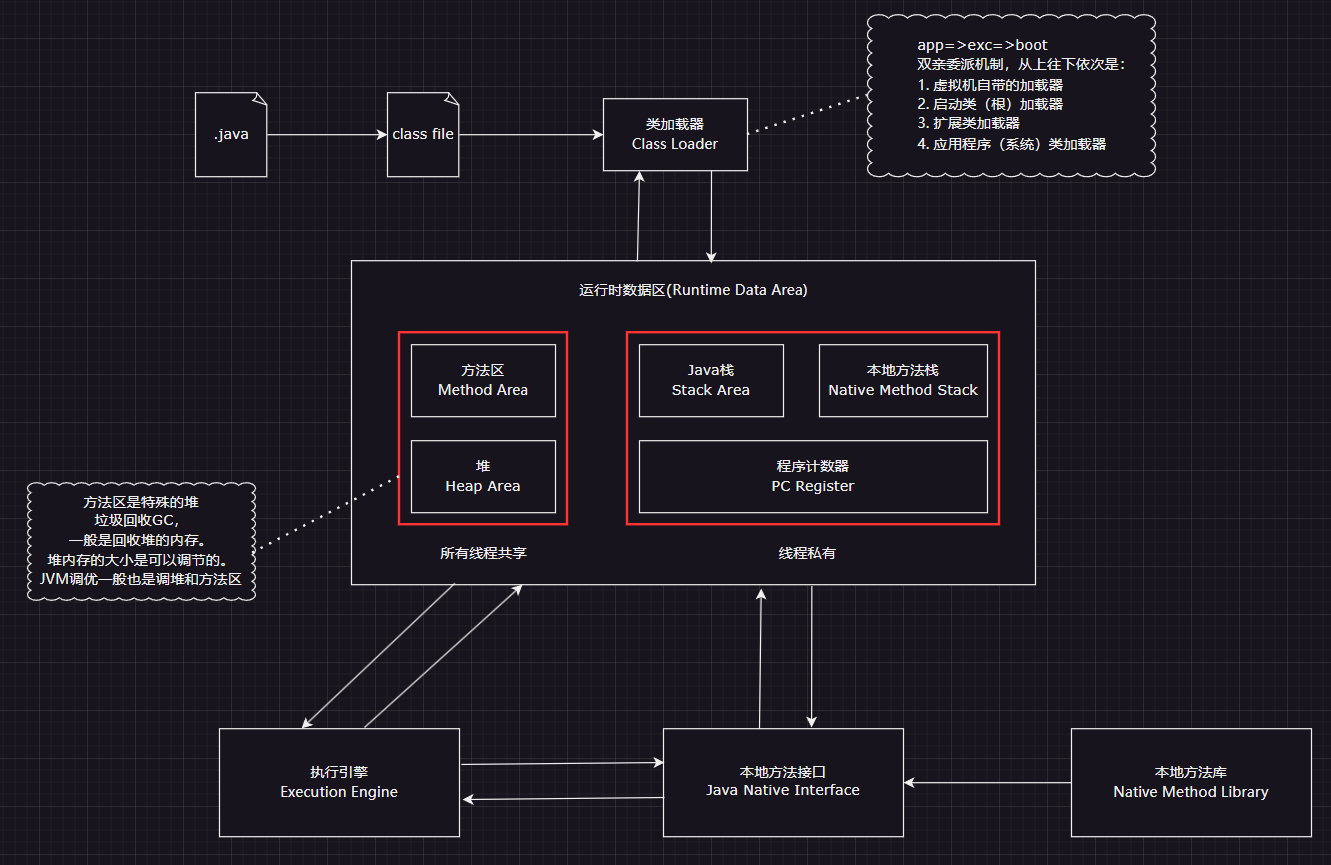 app=>exc=>boot
双亲委派机制，从上往下依次是：
1. 虚拟机自带的加载器
2. 启动类（根）加载器
3. 扩展类加载器
4. 应用程序（系统）类加载器
.java
class file
类加载器
Class Loader
运行时数据区(Runtime Data Area)
方法区
Method Area
Java栈
Stack Area
本地方法栈
Native Method Stack
堆
Heap Area
程序计数器
PC Register
所有线程共享
线程私有
方法区是特殊的堆
垃圾回收GC，
一般是回收堆的内存。
堆内存的大小是可以调节的。
JVM调优一般也是调堆和方法区
执行引擎
Execution Engine
本地方法接口
Java Native Interface
本地方法库
Native Method Library